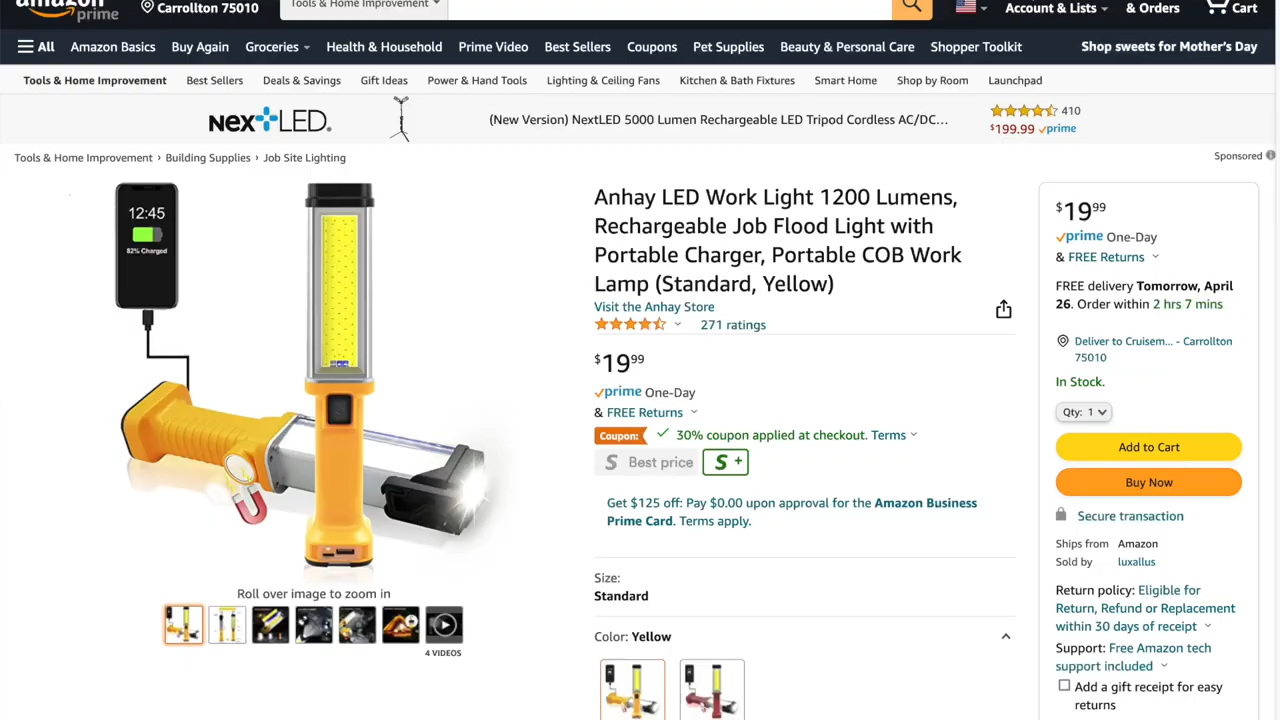 amazon
prime
Carrollton 75010
Tools & Home Improvement
Account & Lists
& Orders
Cart
All Amazon Basics Buy Again Groceries Health & Household Prime Video Best Sellers Coupons Pet Supplies Beauty & Personal Care Shopper Toolkit
Shop sweets for Mother's Day
Tools & Home Improvement Best Sellers Deals & Savings Gift Ideas Power & Hand Tools Lighting & Ceiling Fans Kitchen & Bath Fixtures Smart Home Shop by Room Launchpad
NEXTLED.
(New Version) NextLED 5000 Lumen Rechargeable LED Tripod Cordless AC/DC...
410
$199.99 prime
Tools & Home Improvement › Building Supplies › Job Site Lighting
Sponsored
12:45
82% Charged
Roll over image to zoom in
4 VIDEOS
Anhay LED Work Light 1200 Lumens,
Rechargeable Job Flood Light with
Portable Charger, Portable COB Work
Lamp (Standard, Yellow)
Visit the Anhay Store
271 ratings
$19 99
prime One-Day
& FREE Returns
Coupon: 30% coupon applied at checkout. Terms
S Best price S +
Get $125 off: Pay $0.00 upon approval for the Amazon Business
Prime Card. Terms apply.
Size:
Standard
Color: Yellow
$19 99
prime One-Day
& FREE Returns
FREE delivery Tomorrow, April
26. Order within 2 hrs 7 mins
Deliver to Cruisem... - Carrollton
75010
In Stock.
Qty: 1
Add to Cart
Buy Now
Secure transaction
Ships from Amazon
Sold by luxallus
Return policy: Eligible for
Return, Refund or Replacement
within 30 days of receipt
Support: Free Amazon tech
support included
Add a gift receipt for easy
returns